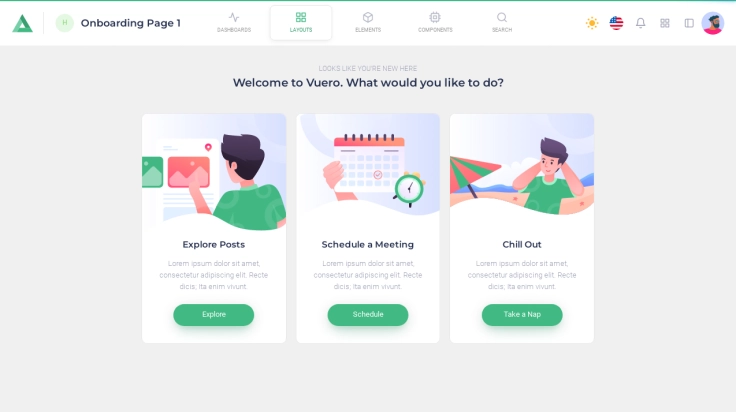 H
Onboarding Page 1
DASHBOARDS
LAYOUTS
ELEMENTS
COMPONENTS
SEARCH
LOOKS LIKE YOU'RE NEW HERE
Welcome to Vuero. What would you like to do?
Explore Posts
Lorem ipsum dolor sit amet,
consectetur adipiscing elit. Recte
dicis; Ita enim vivunt.
Explore
Schedule a Meeting
Lorem ipsum dolor sit amet,
consectetur adipiscing elit. Recte
dicis; Ita enim vivunt.
Schedule
Chill Out
Lorem ipsum dolor sit amet,
consectetur adipiscing elit. Recte
dicis; Ita enim vivunt.
Take a Nap